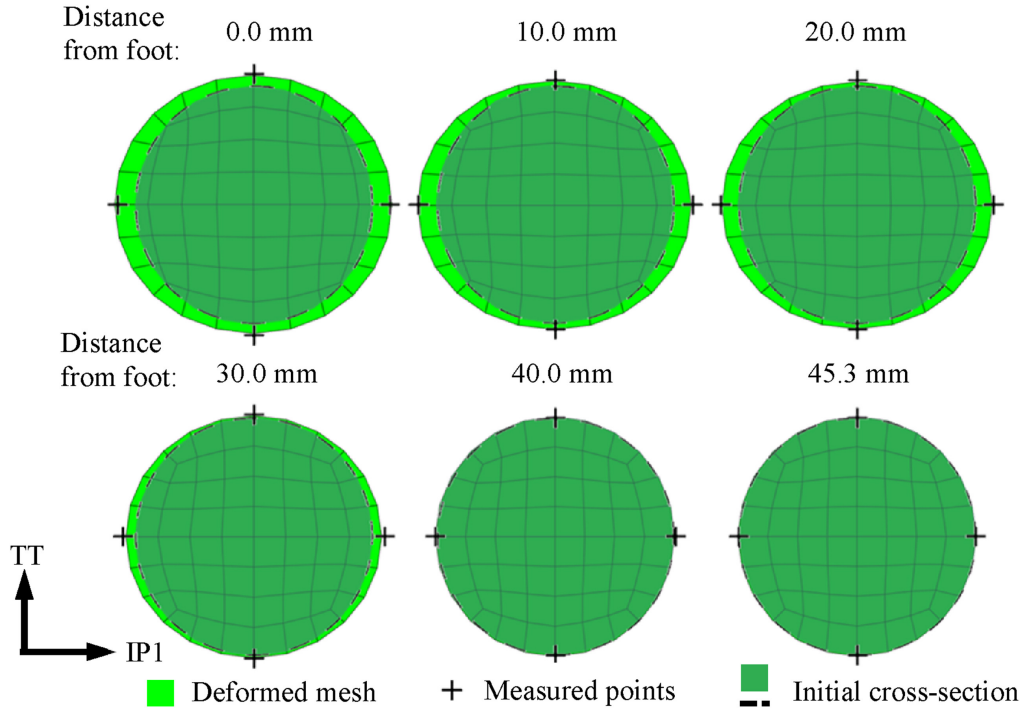 Distance
from foot:
0.0 mm
10.0 mm
20.0 mm
Distance
from foot:
30.0 mm
40.0 mm
45.3 mm
TT
IP1
Deformed mesh
Measured points
Initial cross-section